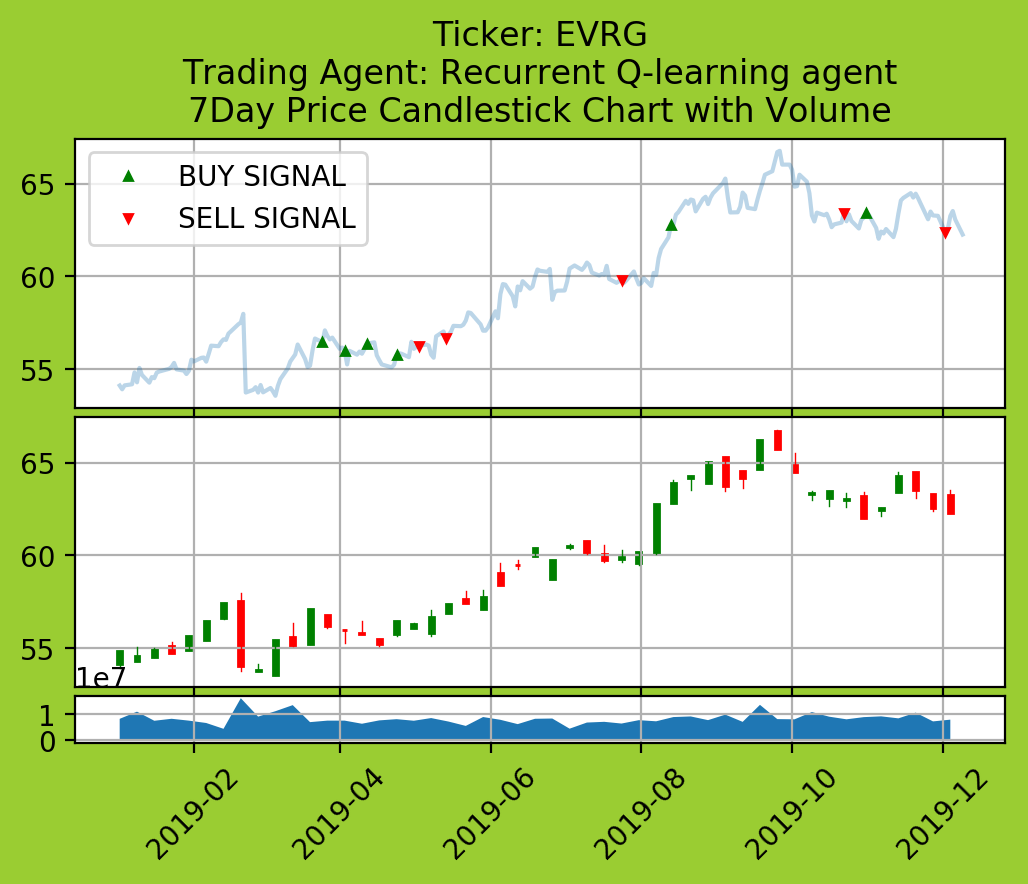 Ticker: EVRG
Trading Agent: Recurrent Q-learning agent
7Day Price Candlestick Chart with Volume
BUY SIGNAL
SELL SIGNAL
65
60
55
65
60
55
1e7
1
0
2019-02
2019-04
2019-06
2019-08
2019-10
2019-12